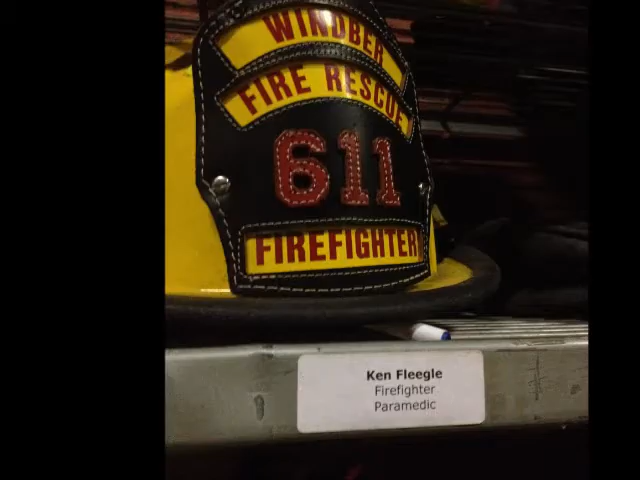 WINDBER
FIRE RESCUE
611
FIREFIGHTER
Ken Fleegle
Firefighter
Paramedic